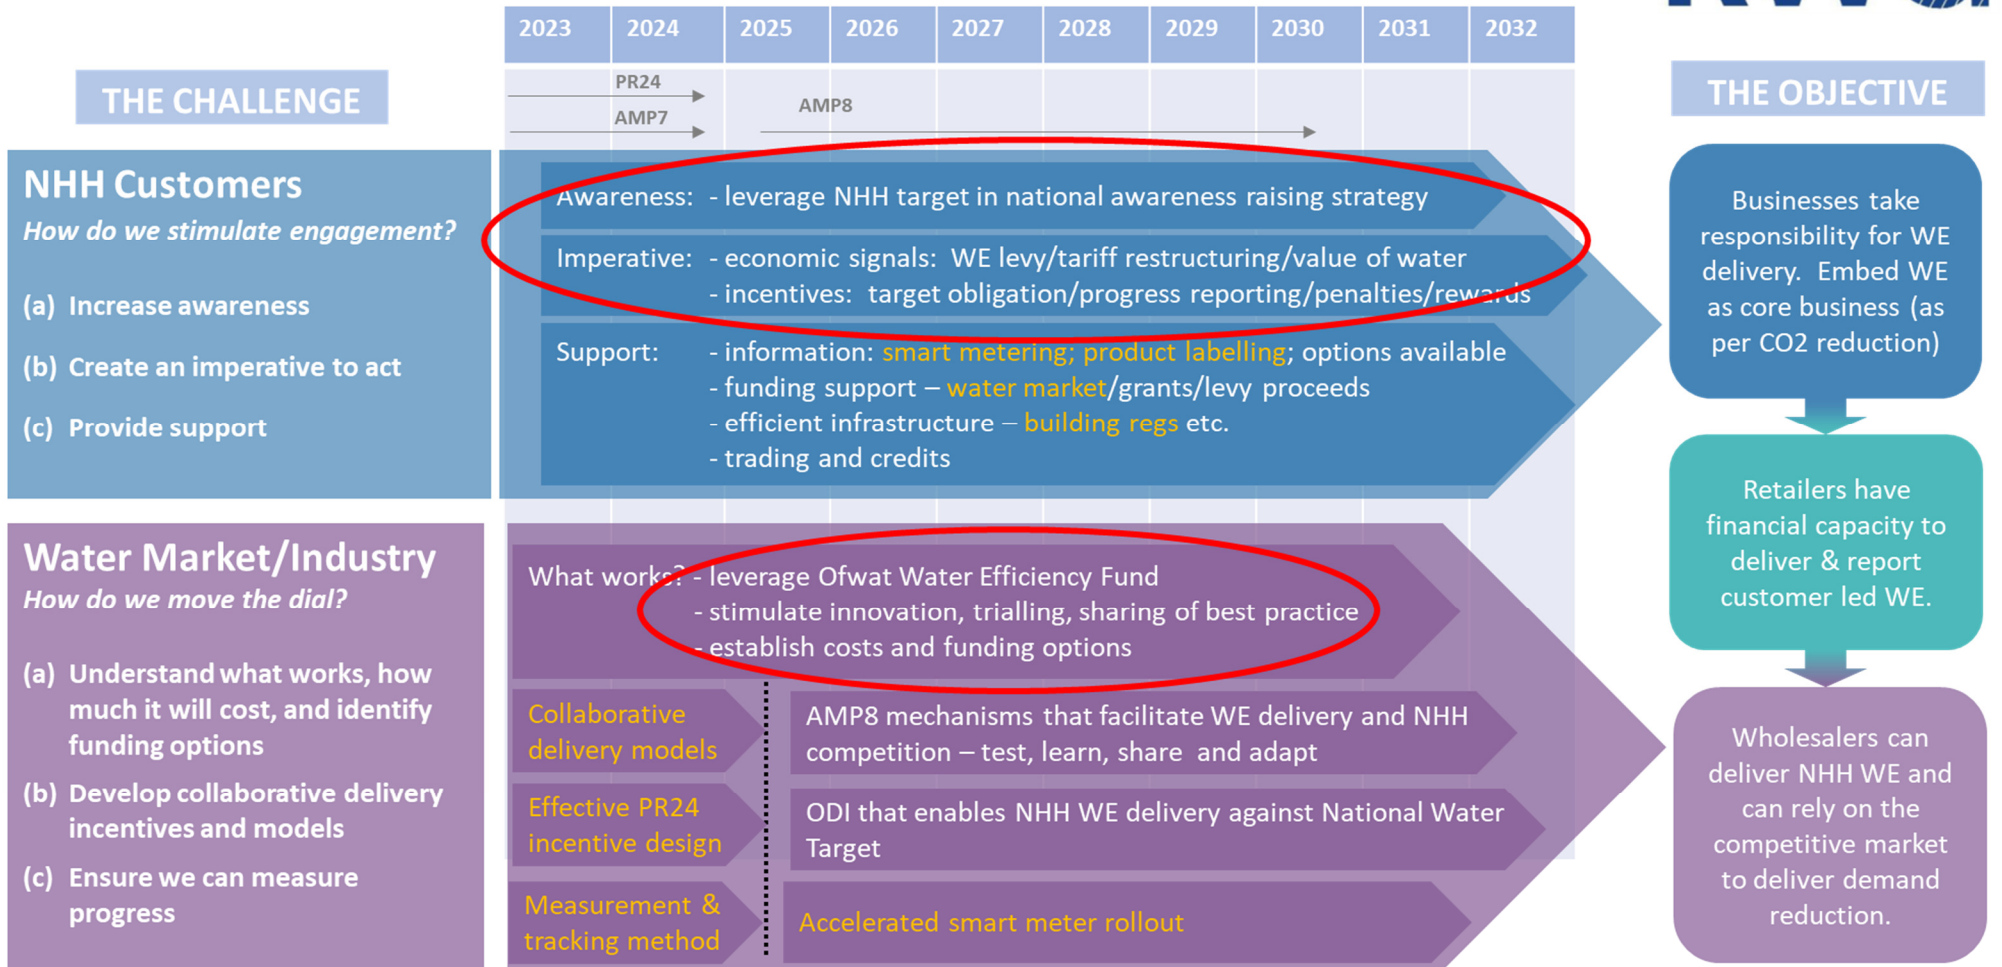 2023 2024 2025 2026 2027 2028 2029 2030 2031 2032
THE CHALLENGE
PR24
AMP7
AMP8
THE OBJECTIVE
NHH Customers
How do we stimulate engagement?
(a) Increase awareness
(b) Create an imperative to act
(c) Provide support
Awareness: - leverage NHH target in national awareness raising strategy
Imperative: - economic signals: WE levy/tariff restructuring/value of water
- incentives: target obligation/progress reporting/penalties/rewards
Support: - information: smart metering; product labelling; options available
- funding support – water market/grants/levy proceeds
- efficient infrastructure – building regs etc.
- trading and credits
Businesses take
responsibility for WE
delivery. Embed WE
as core business (as
per CO2 reduction)
Water Market/Industry
How do we move the dial?
(a) Understand what works, how
much it will cost, and identify
funding options
(b) Develop collaborative delivery
incentives and models
(c) Ensure we can measure
progress
What works? - leverage Ofwat Water Efficiency Fund
- stimulate innovation, trialling, sharing of best practice
- establish costs and funding options
Collaborative
delivery models
AMP8 mechanisms that facilitate WE delivery and NHH
competition – test, learn, share and adapt
Effective PR24
incentive design
ODI that enables NHH WE delivery against National Water
Target
Measurement &
tracking method
Accelerated smart meter rollout
Retailers have
financial capacity to
deliver & report
customer led WE.
Wholesalers can
deliver NHH WE and
can rely on the
competitive market
to deliver demand
reduction.